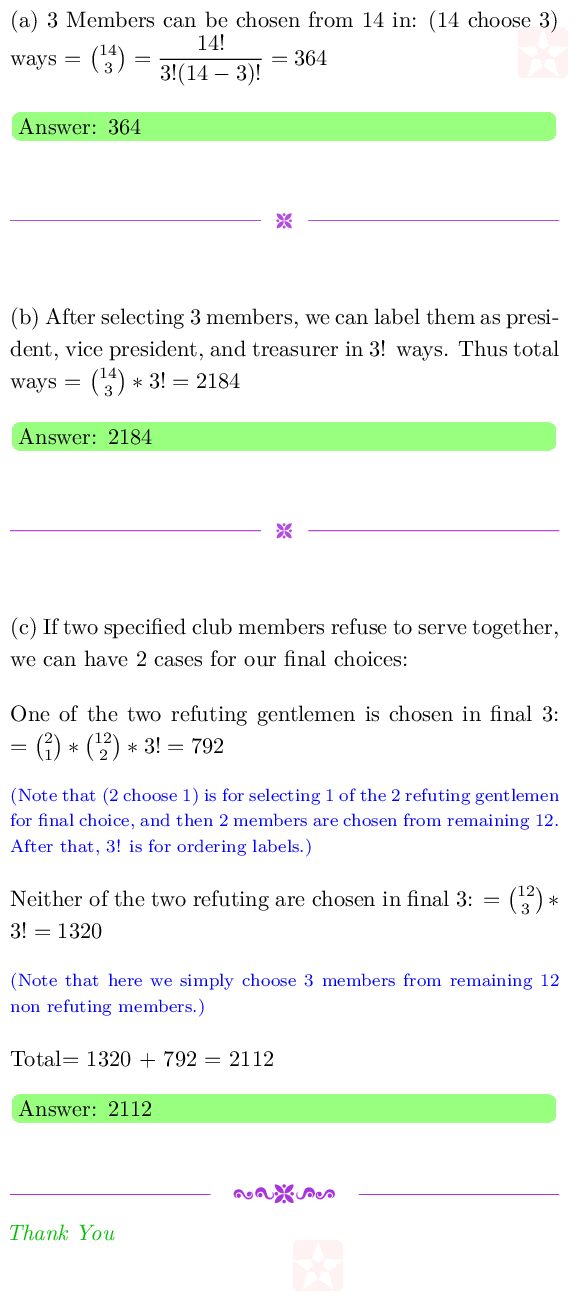 (a) 3 Members can be chosen from 14 in: (14 choose 3)
ways = $\binom{14}{3} = \frac{14!}{3!(14-3)!} = 364$
Answer: 364
(b) After selecting 3 members, we can label them as presi-
dent, vice president, and treasurer in 3! ways. Thus total
ways = $\binom{14}{3} * 3! = 2184$
Answer: 2184
(c) If two specified club members refuse to serve together,
we can have 2 cases for our final choices:
One of the two refuting gentlemen is chosen in final 3:
$= \binom{2}{1} * \binom{12}{2} * 3! = 792$
(Note that (2 choose 1) is for selecting 1 of the 2 refuting gentlemen
for final choice, and then 2 members are chosen from remaining 12.
After that, 3! is for ordering labels.)
Neither of the two refuting are chosen in final 3: $= \binom{12}{3} *$
3! = 1320
(Note that here we simply choose 3 members from remaining 12
non refuting members.)
Total= 1320 + 792 = 2112
Answer: 2112
Thank You